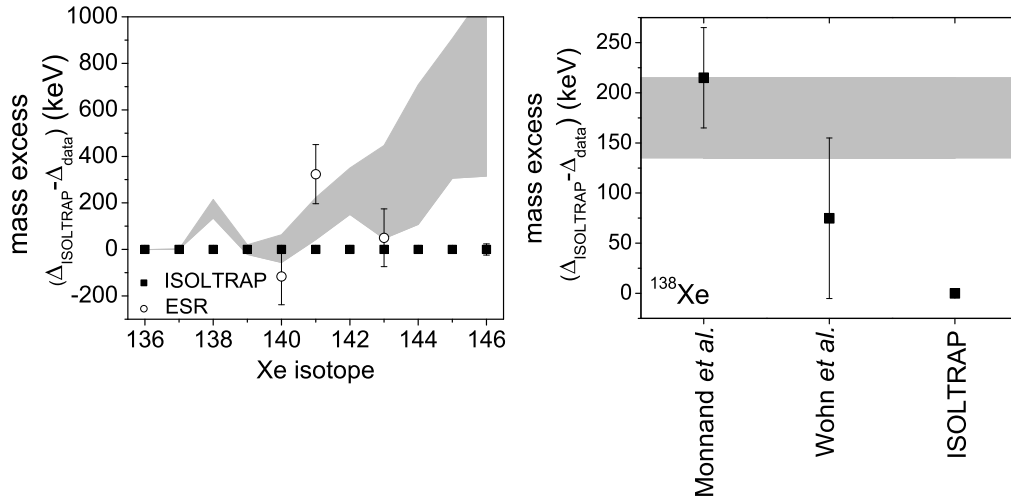 mass excess
(Δ_ISOLTRAP-Δ_data) (keV)
1000
800
600
400
200
0
-200
■ ISOLTRAP
○ ESR
136 138 140 142 144 146
Xe isotope
mass excess
(Δ_ISOLTRAP-Δ_data) (keV)
250
200
150
100
50
0
¹³⁸Xe
Monnand et al.
Wohn et al.
ISOLTRAP